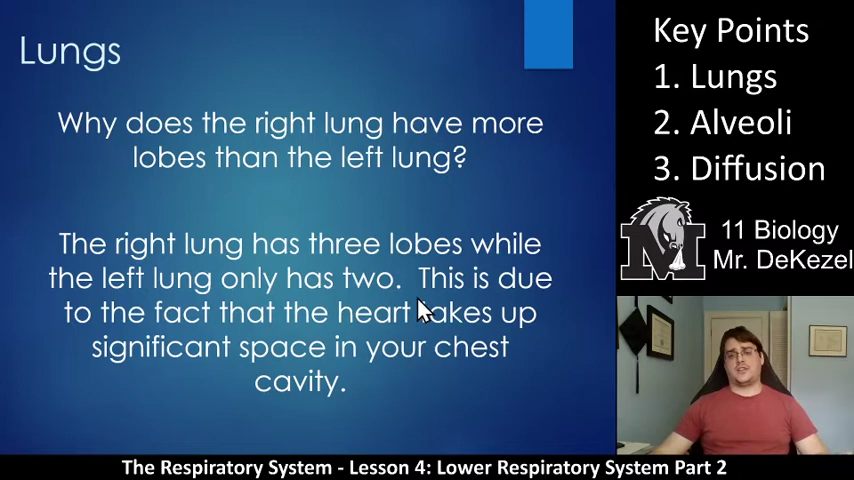 Lungs
Why does the right lung have more
lobes than the left lung?
The right lung has three lobes while
the left lung only has two. This is due
to the fact that the heart takes up
significant space in your chest
cavity.
Key Points
1. Lungs
2. Alveoli
3. Diffusion
M
11 Biology
Mr. DeKezel
The Respiratory System - Lesson 4: Lower Respiratory System Part 2